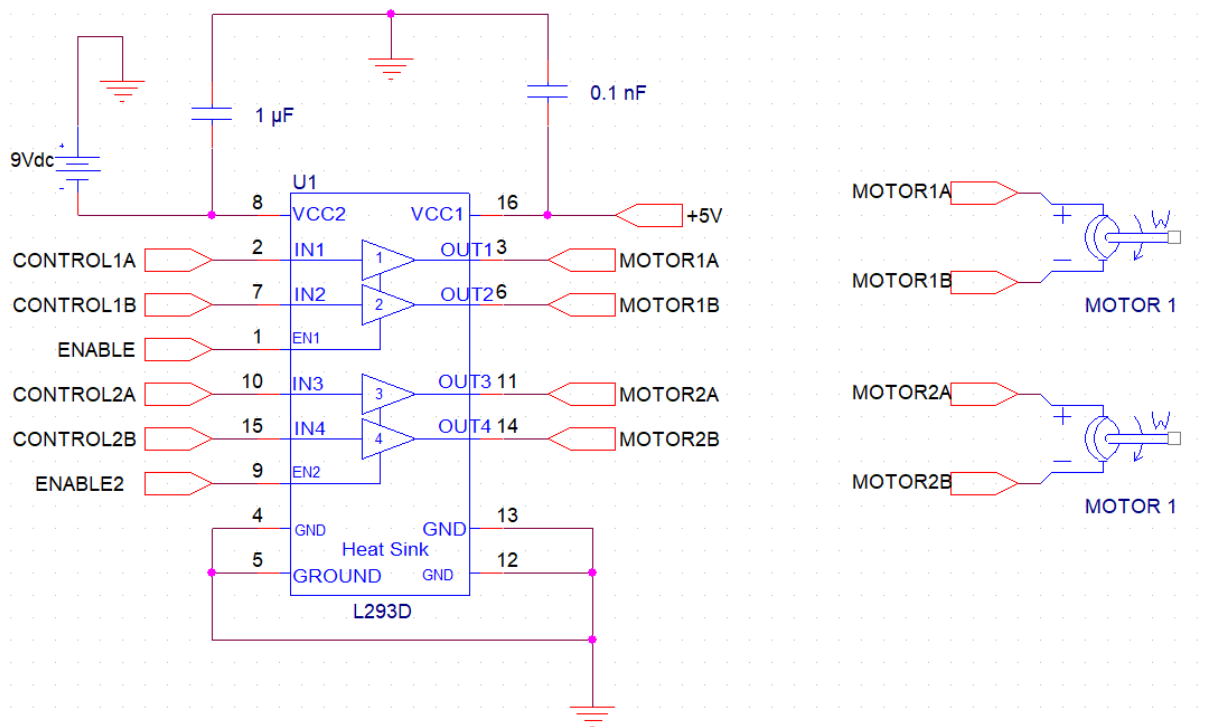 1 µF
0.1 nF
9Vdc
+
-
U1
8
VCC2
VCC1
16
+5V
CONTROL1A
2
IN1
1
OUT1
3
MOTOR1A
CONTROL1B
7
IN2
2
OUT2
6
MOTOR1B
ENABLE
1
EN1
CONTROL2A
10
IN3
3
OUT3
11
MOTOR2A
CONTROL2B
15
IN4
4
OUT4
14
MOTOR2B
ENABLE2
9
EN2
4
GND
GND
13
Heat Sink
5
GROUND
GND
12
L293D
MOTOR1A
+
W
−
MOTOR1B
MOTOR 1
MOTOR2A
+
W
−
MOTOR2B
MOTOR 1